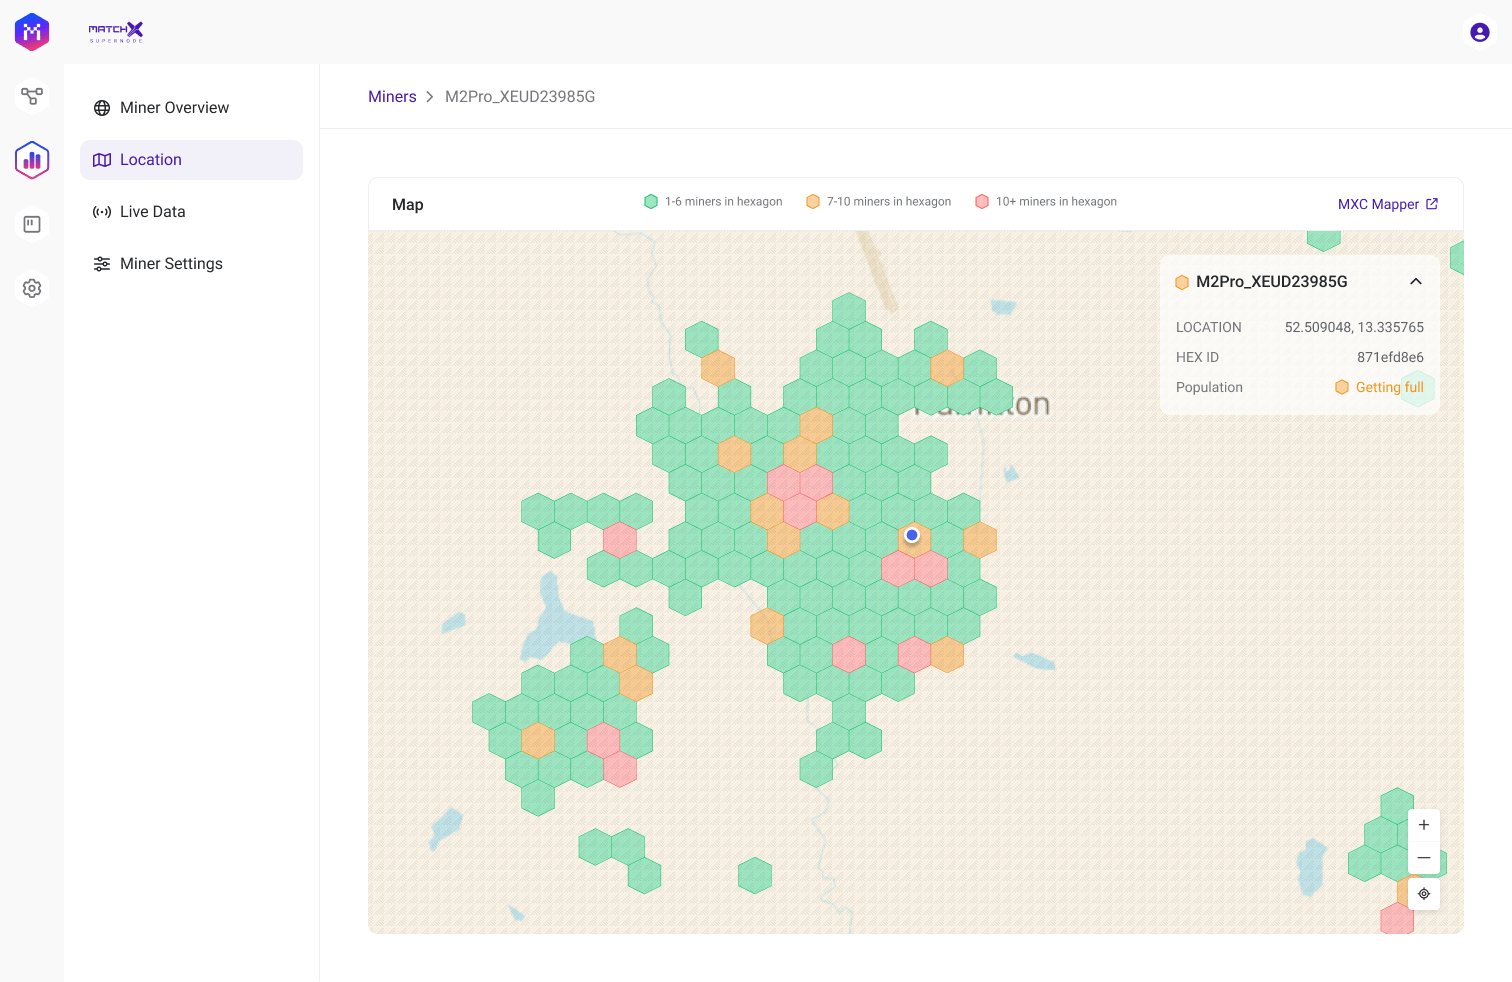 MATCHX
SUPERNODE
Miners > M2Pro_XEUD23985G
Miner Overview
Location
Live Data
Miner Settings
Map
1-6 miners in hexagon
7-10 miners in hexagon
10+ miners in hexagon
MXC Mapper
M2Pro_XEUD23985G
LOCATION 52.509048, 13.335765
HEX ID 871efd8e6
Population Getting full